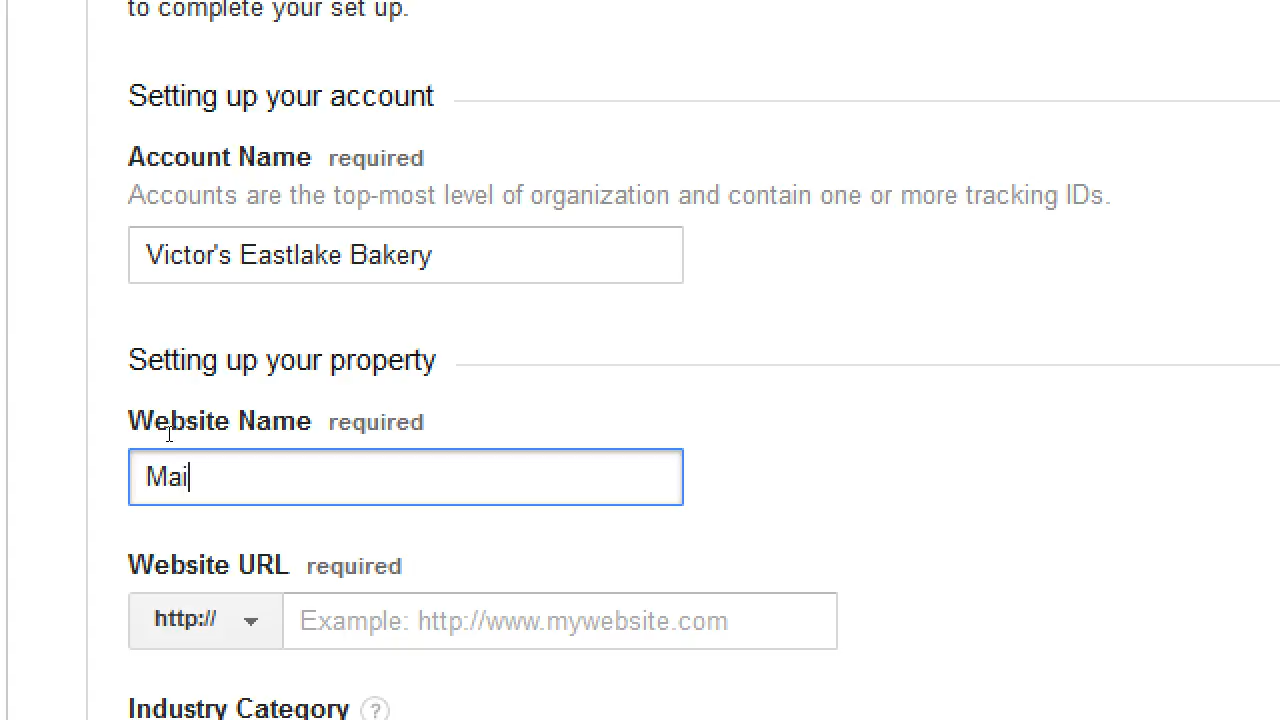 to complete your set up.
Setting up your account
Account Name required
Accounts are the top-most level of organization and contain one or more tracking IDs.
Victor's Eastlake Bakery
Setting up your property
Website Name required
Mai
Website URL required
http:// Example: http://www.mywebsite.com
Industry Category ?